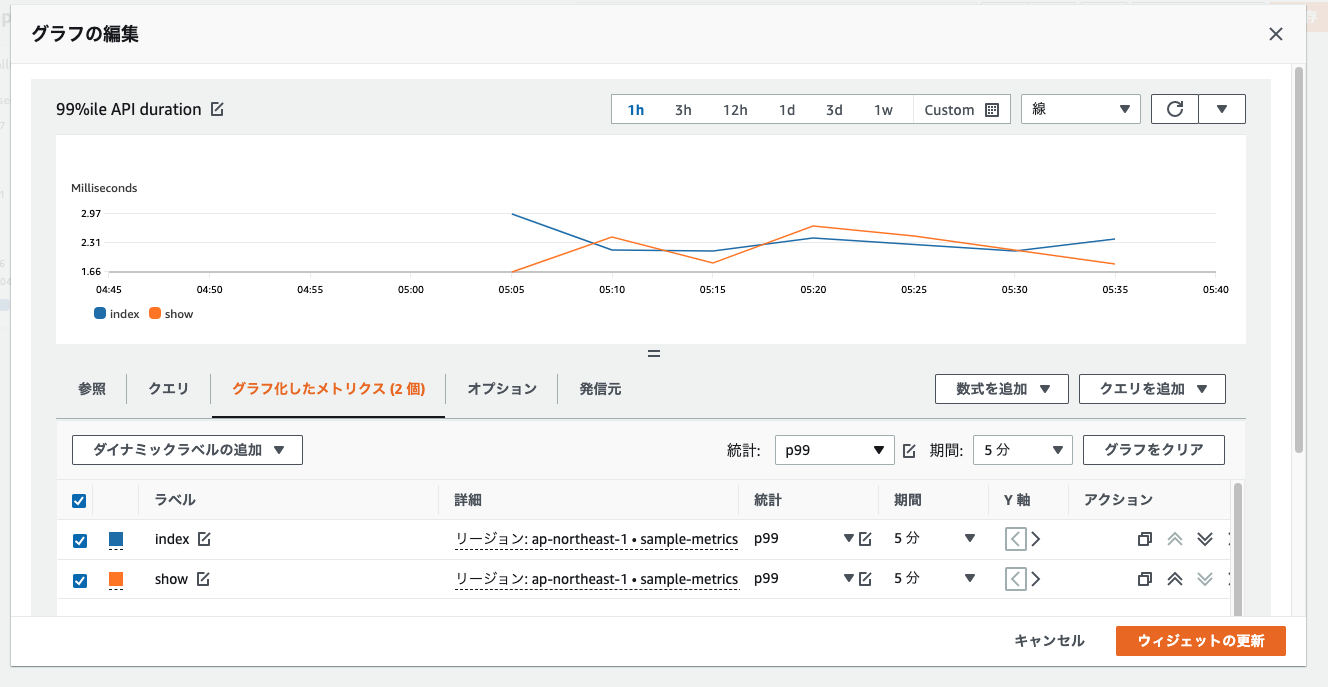 グラフの編集
99%ile API duration
1h 3h 12h 1d 3d 1w Custom 線
Milliseconds
2.97
2.31
1.66
04:45 04:50 04:55 05:00 05:05 05:10 05:15 05:20 05:25 05:30 05:35 05:40
index show
参照 クエリ グラフ化したメトリクス (2 個) オプション 発信元 数式を追加 クエリを追加
ダイナミックラベルの追加 統計: p99 期間: 5 分 グラフをクリア
ラベル 詳細 統計 期間 Y 軸 アクション
index リージョン: ap-northeast-1 • sample-metrics p99 5 分
show リージョン: ap-northeast-1 • sample-metrics p99 5 分
キャンセル ウィジェットの更新